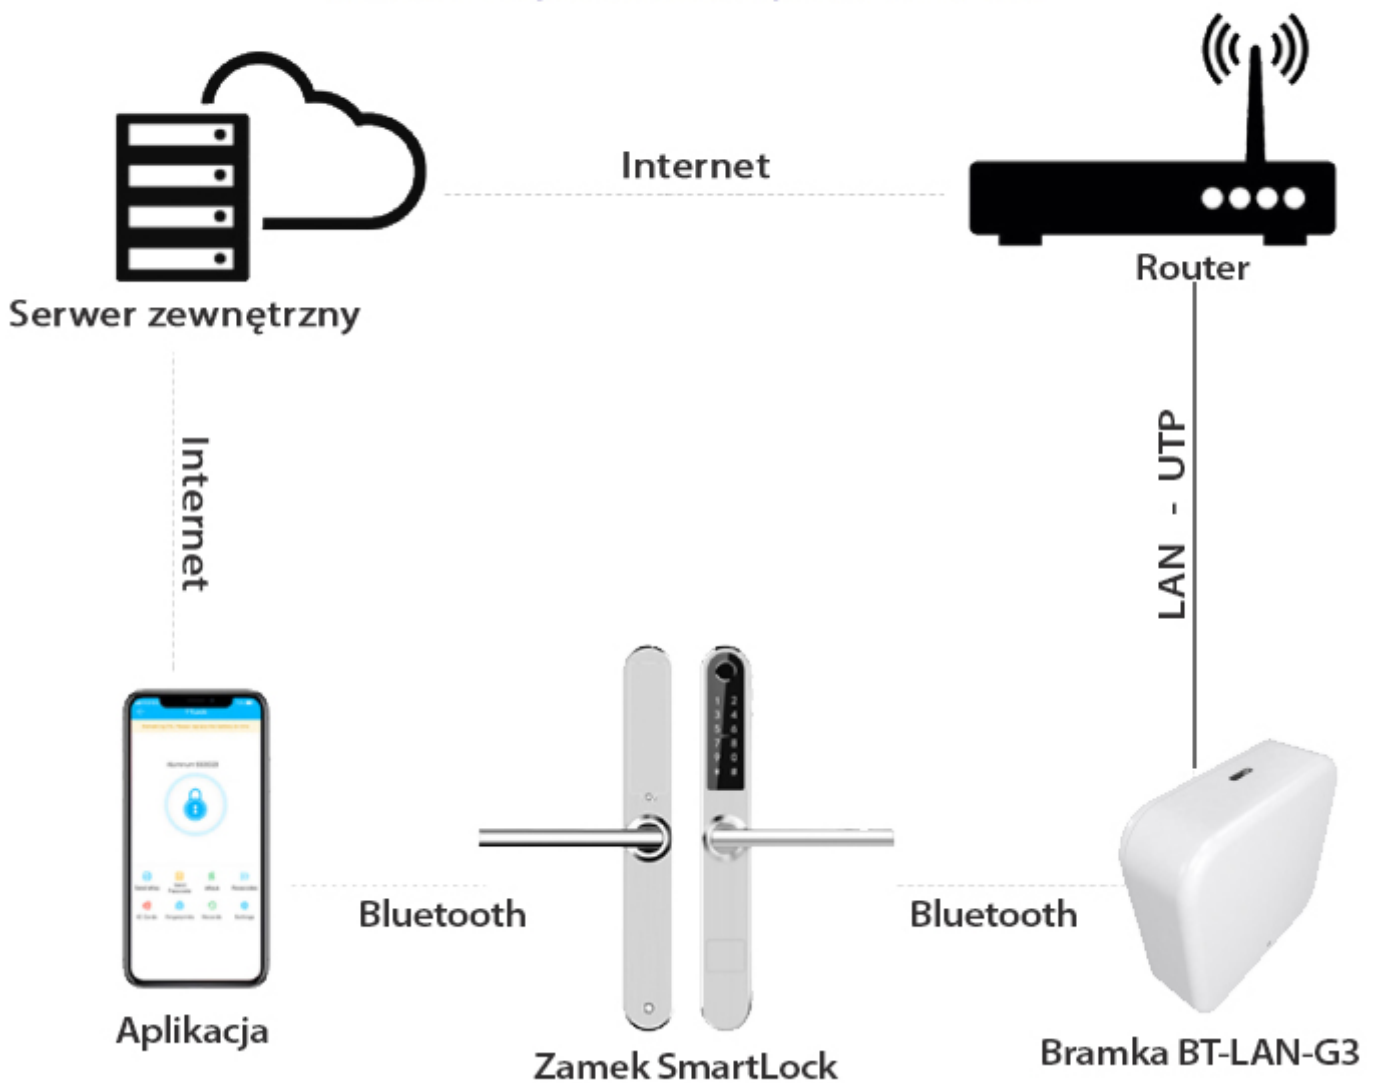 Internet
Router
Serwer zewnętrzny
Internet
LAN - UTP
Bluetooth
Bluetooth
Aplikacja
Zamek SmartLock
Bramka BT-LAN-G3